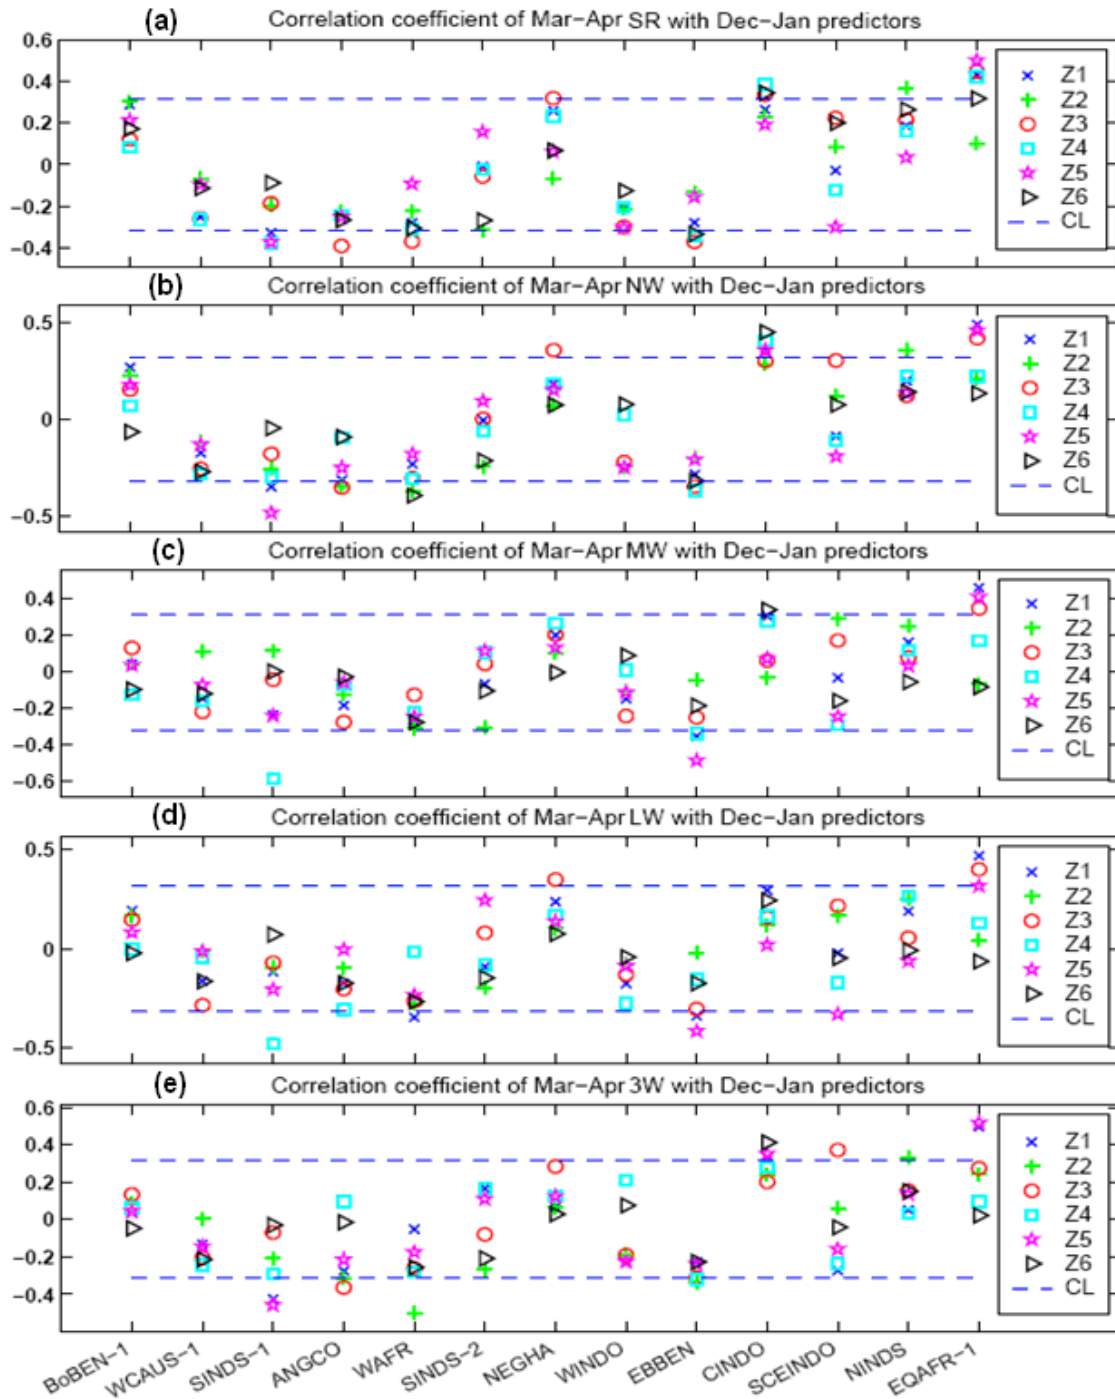 (a) Correlation coefficient of Mar-Apr SR with Dec-Jan predictors
0.6
0.4
0.2
0
-0.2
-0.4
Z1
Z2
Z3
Z4
Z5
Z6
CL
(b) Correlation coefficient of Mar-Apr NW with Dec-Jan predictors
0.5
0
-0.5
Z1
Z2
Z3
Z4
Z5
Z6
CL
(c) Correlation coefficient of Mar-Apr MW with Dec-Jan predictors
0.4
0.2
0
-0.2
-0.4
-0.6
Z1
Z2
Z3
Z4
Z5
Z6
CL
(d) Correlation coefficient of Mar-Apr LW with Dec-Jan predictors
0.5
0
-0.5
Z1
Z2
Z3
Z4
Z5
Z6
CL
(e) Correlation coefficient of Mar-Apr 3W with Dec-Jan predictors
0.6
0.4
0.2
0
-0.2
-0.4
Z1
Z2
Z3
Z4
Z5
Z6
CL
BoBEN-1
WCAUS-1
SINDS-1
ANGCO
WAFR
SINDS-2
NEGHA
WINDO
EBBEN
CINDO
SCEINDO
NINDS
EQAFR-1